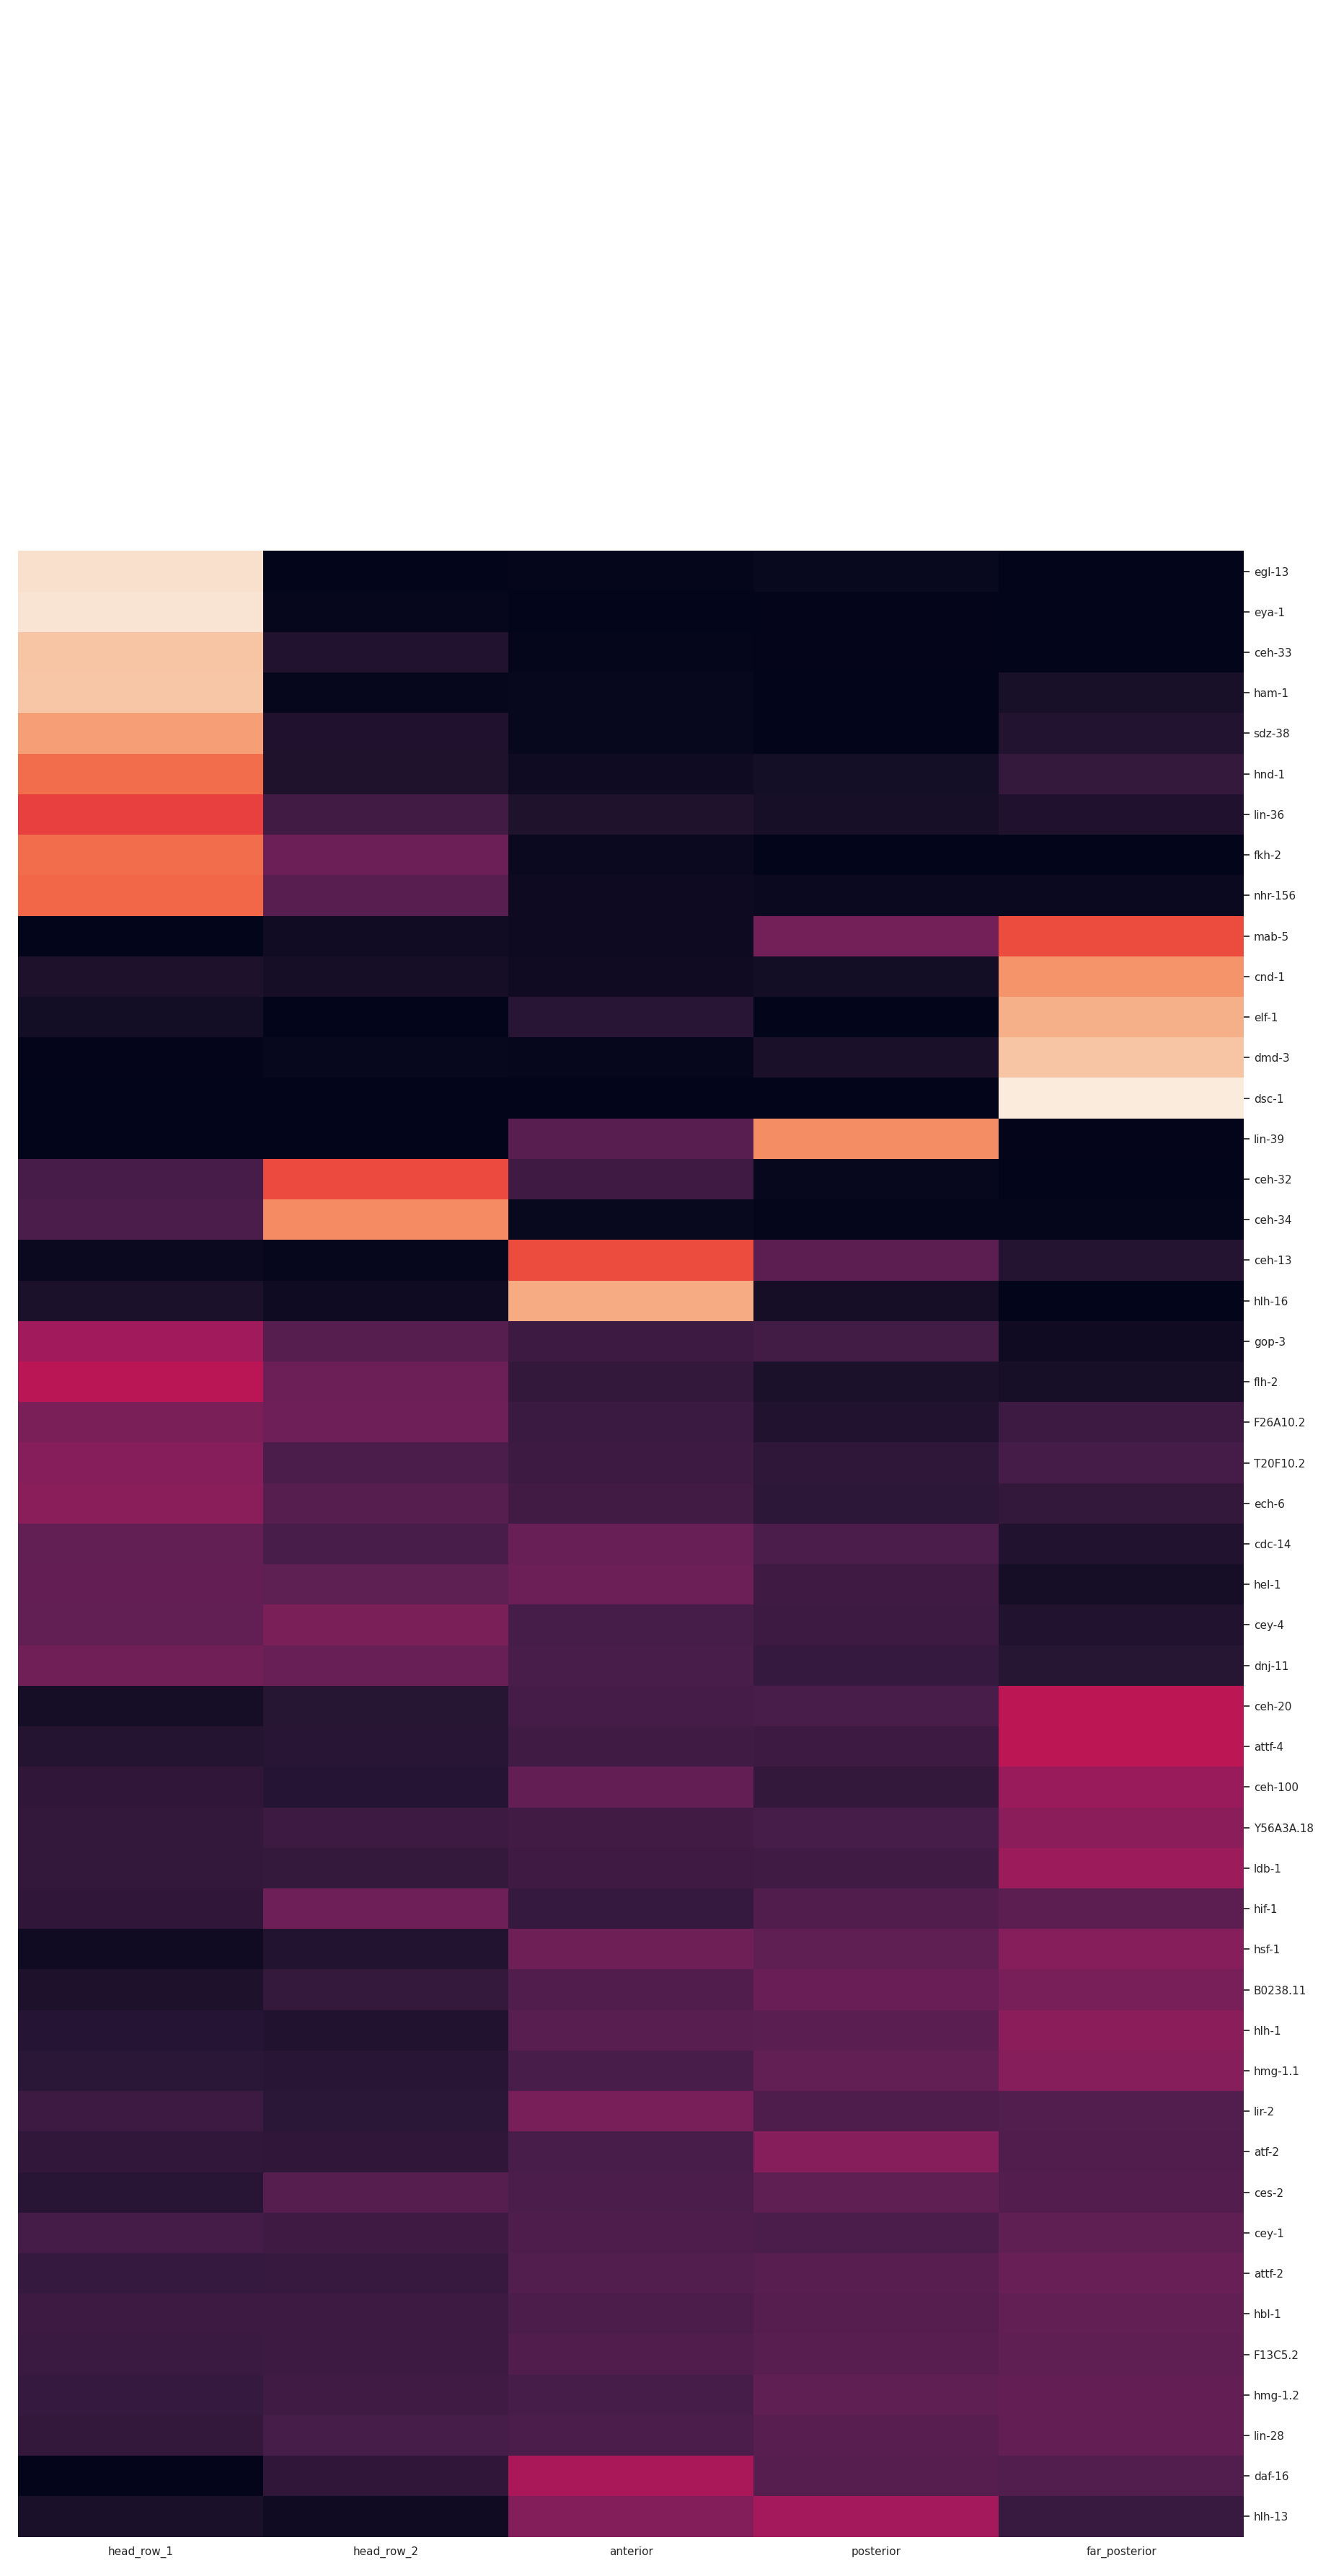 egl-13
eya-1
ceh-33
ham-1
sdz-38
hnd-1
lin-36
fkh-2
nhr-156
mab-5
cnd-1
elf-1
dmd-3
dsc-1
lin-39
ceh-32
ceh-34
ceh-13
hlh-16
gop-3
flh-2
F26A10.2
T20F10.2
ech-6
cdc-14
hel-1
cey-4
dnj-11
ceh-20
attf-4
ceh-100
Y56A3A.18
ldb-1
hif-1
hsf-1
B0238.11
hlh-1
hmg-1.1
lir-2
atf-2
ces-2
cey-1
attf-2
hbl-1
F13C5.2
hmg-1.2
lin-28
daf-16
hlh-13
head_row_1 head_row_2 anterior posterior far_posterior